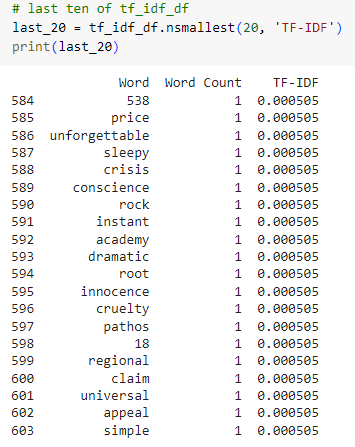 # last ten of tf_idf_df
last_20 = tf_idf_df.nsmallest(20, 'TF-IDF')
print(last_20)
Word Word Count TF-IDF
584 538 1 0.000505
585 price 1 0.000505
586 unforgettable 1 0.000505
587 sleepy 1 0.000505
588 crisis 1 0.000505
589 conscience 1 0.000505
590 rock 1 0.000505
591 instant 1 0.000505
592 academy 1 0.000505
593 dramatic 1 0.000505
594 root 1 0.000505
595 innocence 1 0.000505
596 cruelty 1 0.000505
597 pathos 1 0.000505
598 18 1 0.000505
599 regional 1 0.000505
600 claim 1 0.000505
601 universal 1 0.000505
602 appeal 1 0.000505
603 simple 1 0.000505